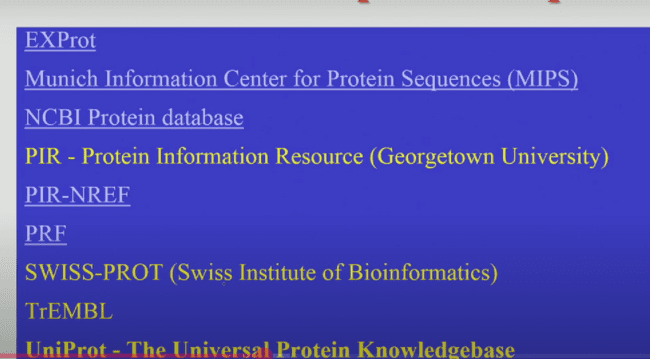 EXProt
Munich Information Center for Protein Sequences (MIPS)
NCBI Protein database
PIR - Protein Information Resource (Georgetown University)
PIR-NREF
PRF
SWISS-PROT (Swiss Institute of Bioinformatics)
TrEMBL
UniProt - The Universal Protein Knowledgebase